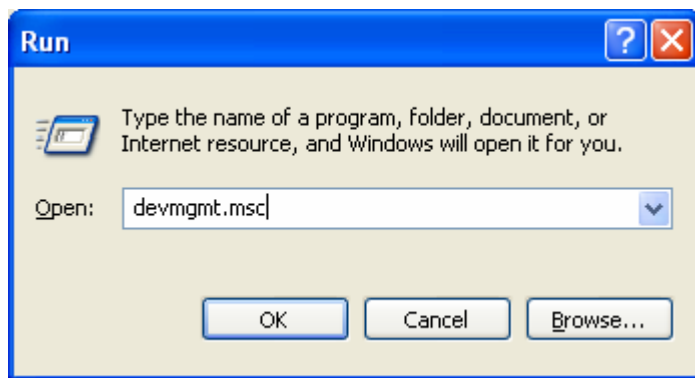 Run
Type the name of a program, folder, document, or
Internet resource, and Windows will open it for you.
Open: devmgmt.msc
OK Cancel Browse...